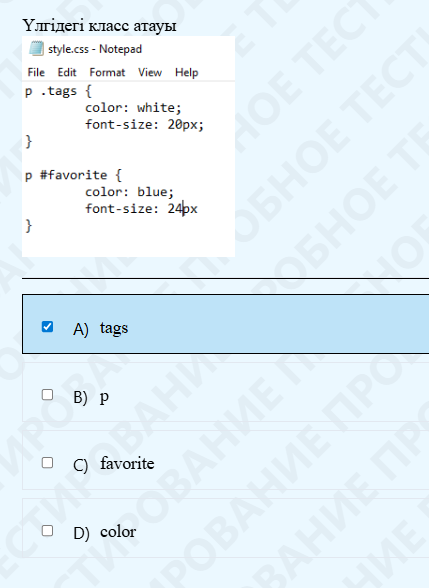 Үлгідегі класс атауы
style.css - Notepad
File Edit Format View Help
p .tags {
color: white;
font-size: 20px;
}
p #favorite {
color: blue;
font-size: 24px
}
A) tags
B) p
C) favorite
D) color